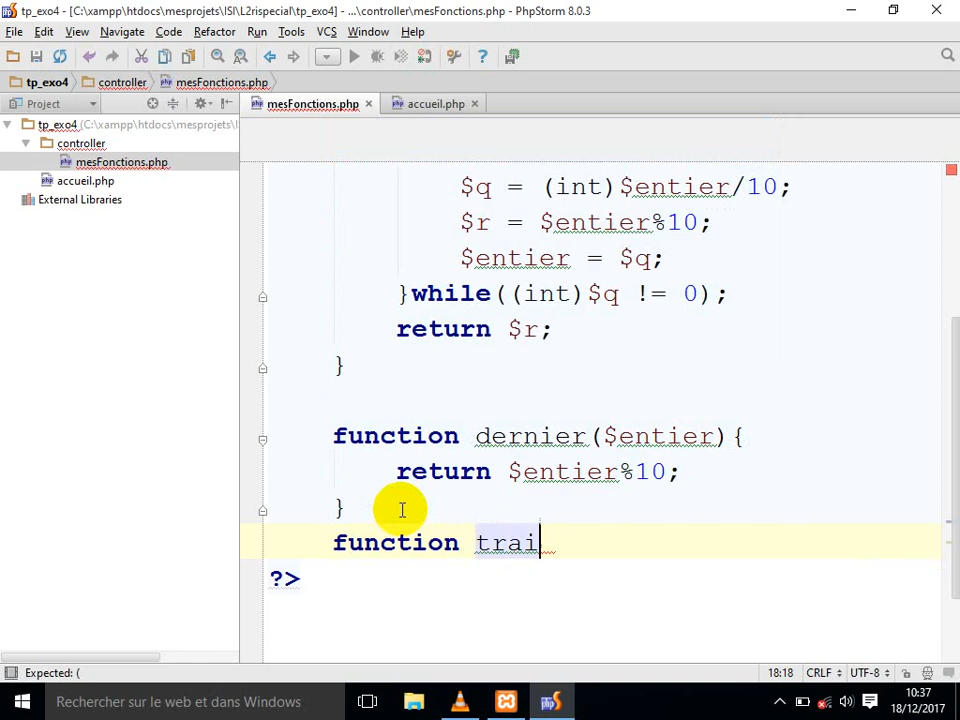 tp_exo4 - [C:\xampp\htdocs\mesprojets\ISI\L2rispecial\tp_exo4] - ...\controller\mesFonctions.php - PhpStorm 8.0.3
File Edit View Navigate Code Refactor Run Tools VCS Window Help
tp_exo4 controller mesFonctions.php
Project mesFonctions.php accueil.php
tp_exo4 (C:\xampp\htdocs\mesprojets\I
controller
mesFonctions.php
accueil.php
External Libraries
$q = (int)$entier/10;
$r = $entier%10;
$entier = $q;
}while((int)$q != 0);
return $r;
}
function dernier($entier){
return $entier%10;
}
function trai
?>
Expected: ( 18:18 CRLF UTF-8
Rechercher sur le web et dans Windows
10:37
18/12/2017